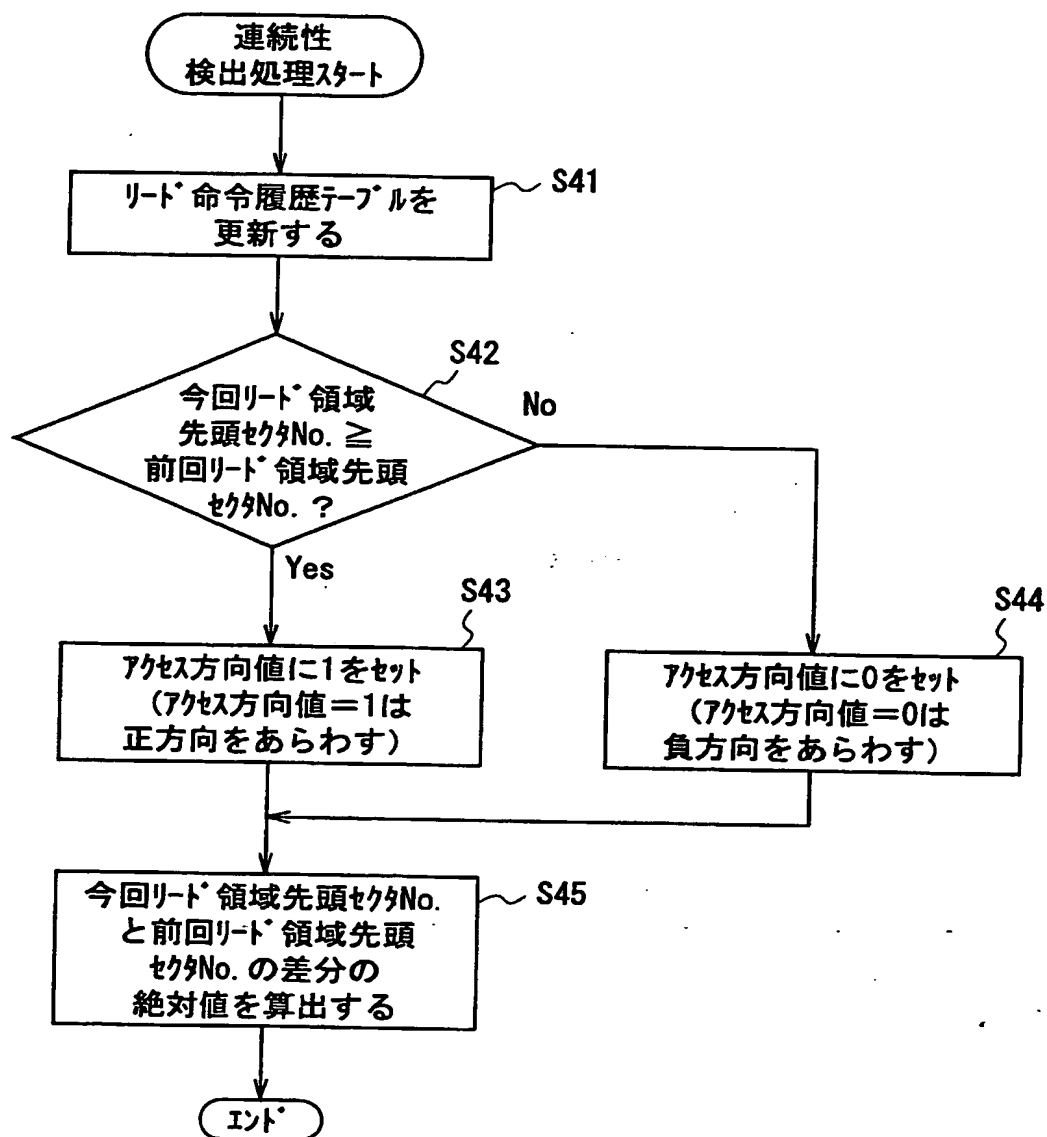 連続性
検出処理ｽﾀｰﾄ
ﾘｰﾄﾞ命令履歴ﾃｰﾌﾞﾙを
更新する
S41
S42
今回ﾘｰﾄﾞ領域
先頭ｾｸﾀNo. ≧
前回ﾘｰﾄﾞ領域先頭
ｾｸﾀNo. ?
No
Yes
S43
ｱｸｾｽ方向値に1をｾｯﾄ
(ｱｸｾｽ方向値＝1は
正方向をあらわす)
S44
ｱｸｾｽ方向値に0をｾｯﾄ
(ｱｸｾｽ方向値＝0は
負方向をあらわす)
S45
今回ﾘｰﾄﾞ領域先頭ｾｸﾀNo.
と前回ﾘｰﾄﾞ領域先頭
ｾｸﾀNo. の差分の
絶対値を算出する
ｴﾝﾄﾞ